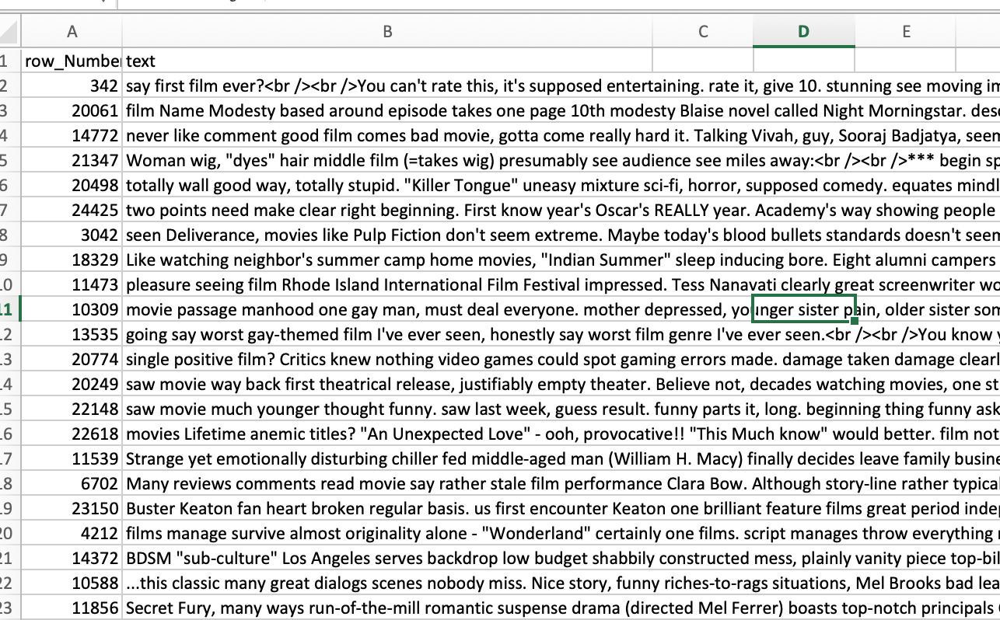 A B C D E
1 row_Number text
2 342 say first film ever?<br /><br />You can't rate this, it's supposed entertaining. rate it, give 10. stunning see moving
3 20061 film Name Modesty based around episode takes one page 10th modesty Blaise novel called Night Morningstar.
4 14772 never like comment good film comes bad movie, gotta come really hard it. Talking Vivah, guy, Sooraj Badjatya,
5 21347 Woman wig, "dyes" hair middle film (=takes wig) presumably see audience see miles away:<br /><br />*** begin
6 20498 totally wall good way, totally stupid. "Killer Tongue" uneasy mixture sci-fi, horror, supposed comedy. equates
7 24425 two points need make clear right beginning. First know year's Oscar's REALLY year. Academy's way showing people
8 3042 seen Deliverance, movies like Pulp Fiction don't seem extreme. Maybe today's blood bullets standards doesn't seem
9 18329 Like watching neighbor's summer camp home movies, "Indian Summer" sleep inducing bore. Eight alumni campers
10 11473 pleasure seeing film Rhode Island International Film Festival impressed. Tess Nanavati clearly great screenwriter
11 10309 movie passage manhood one gay man, must deal everyone. mother depressed, younger sister pain, older sister
12 13535 going say worst gay-themed film I've ever seen, honestly say worst film genre I've ever seen.<br /><br />You know
13 20774 single positive film? Critics knew nothing video games could spot gaming errors made. damage taken damage
14 20249 saw movie way back first theatrical release, justifiably empty theater. Believe not, decades watching movies, one
15 22148 saw movie much younger thought funny. saw last week, guess result. funny parts it, long. beginning thing funny
16 22618 movies Lifetime anemic titles? "An Unexpected Love" - ooh, provocative!! "This Much know" would better. film
17 11539 Strange yet emotionally disturbing chiller fed middle-aged man (William H. Macy) finally decides leave family
18 6702 Many reviews comments read movie say rather stale film performance Clara Bow. Although story-line rather
19 23150 Buster Keaton fan heart broken regular basis. us first encounter Keaton one brilliant feature films great period
20 4212 films manage survive almost originality alone - "Wonderland" certainly one films. script manages throw everything
21 14372 BDSM "sub-culture" Los Angeles serves backdrop low budget shabbily constructed mess, plainly vanity piece
22 10588 ...this classic many great dialogs scenes nobody miss. Nice story, funny riches-to-rags situations, Mel Brooks bad
23 11856 Secret Fury, many ways run-of-the-mill romantic suspense drama (directed Mel Ferrer) boasts top-notch principals